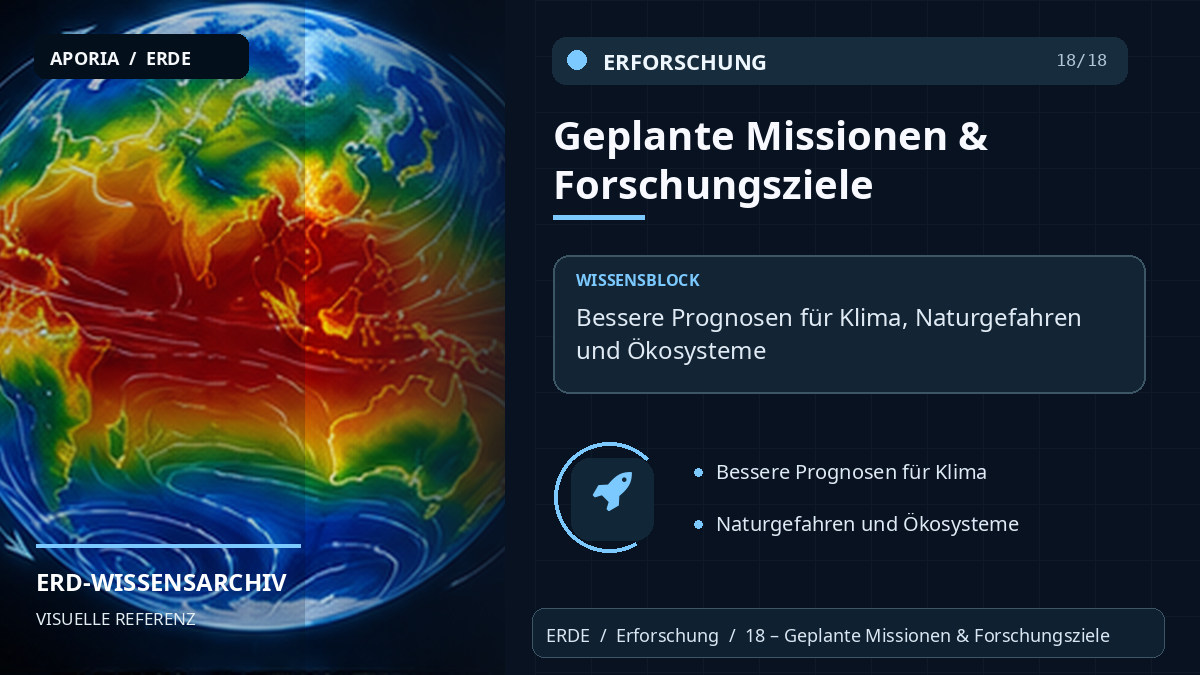 APORIA / ERDE
ERD-WISSENSARCHIV
VISUELLE REFERENZ
ERFORSCHUNG
18/18
Geplante Missionen &
Forschungsziele
WISSENSBLOCK
Bessere Prognosen für Klima, Naturgefahren
und Ökosysteme
Bessere Prognosen für Klima
Naturgefahren und Ökosysteme
ERDE / Erforschung / 18 – Geplante Missionen & Forschungsziele